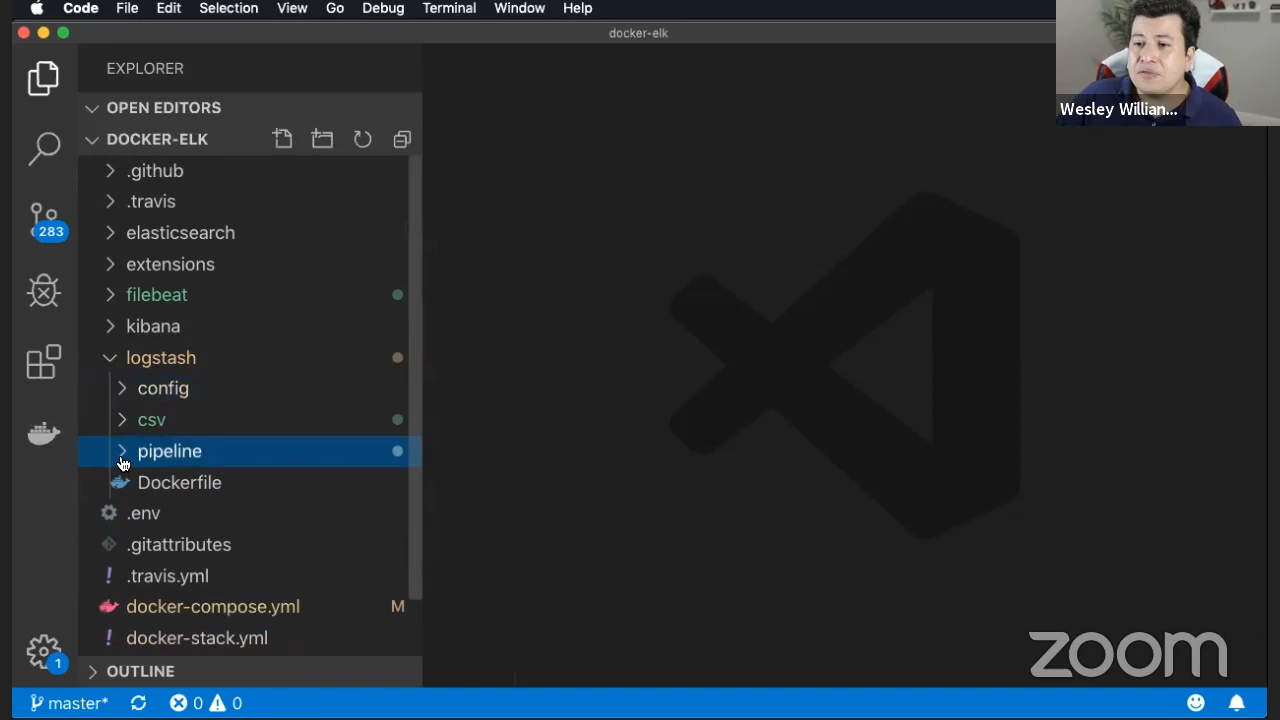 Code File Edit Selection View Go Debug Terminal Window Help
docker-elk
Wesley Willian...
EXPLORER
OPEN EDITORS
DOCKER-ELK
.github
.travis
elasticsearch
283
extensions
filebeat
kibana
logstash
config
csv
pipeline
Dockerfile
.env
.gitattributes
! .travis.yml
docker-compose.yml M
! docker-stack.yml
zoom
1
OUTLINE
master* 0 0